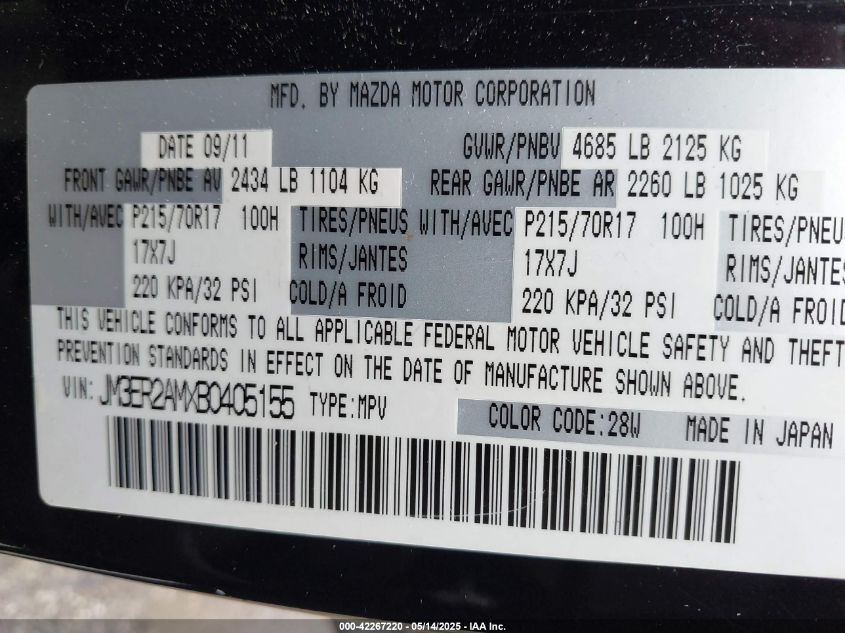 MFD. BY MAZDA MOTOR CORPORATION
DATE 09/11 GVWR/PNBV 4685 LB 2125 KG
FRONT GAWR/PNBE AV 2434 LB 1104 KG REAR GAWR/PNBE AR 2260 LB 1025 KG
WITH/AVEC P215/70R17 100H TIRES/PNEUS WITH/AVEC P215/70R17 100H TIRES/PNEU
17X7J RIMS/JANTES 17X7J RIMS/JANTES
220 KPA/32 PSI COLD/A FROID 220 KPA/32 PSI COLD/A FROID
THIS VEHICLE CONFORMS TO ALL APPLICABLE FEDERAL MOTOR VEHICLE SAFETY AND THEFT
PREVENTION STANDARDS IN EFFECT ON THE DATE OF MANUFACTURE SHOWN ABOVE.
VIN: JM3ER2AMXB0405155 TYPE:MPV COLOR CODE:28W MADE IN JAPAN
000-42267220 - 05/14/2025 - IAA Inc.